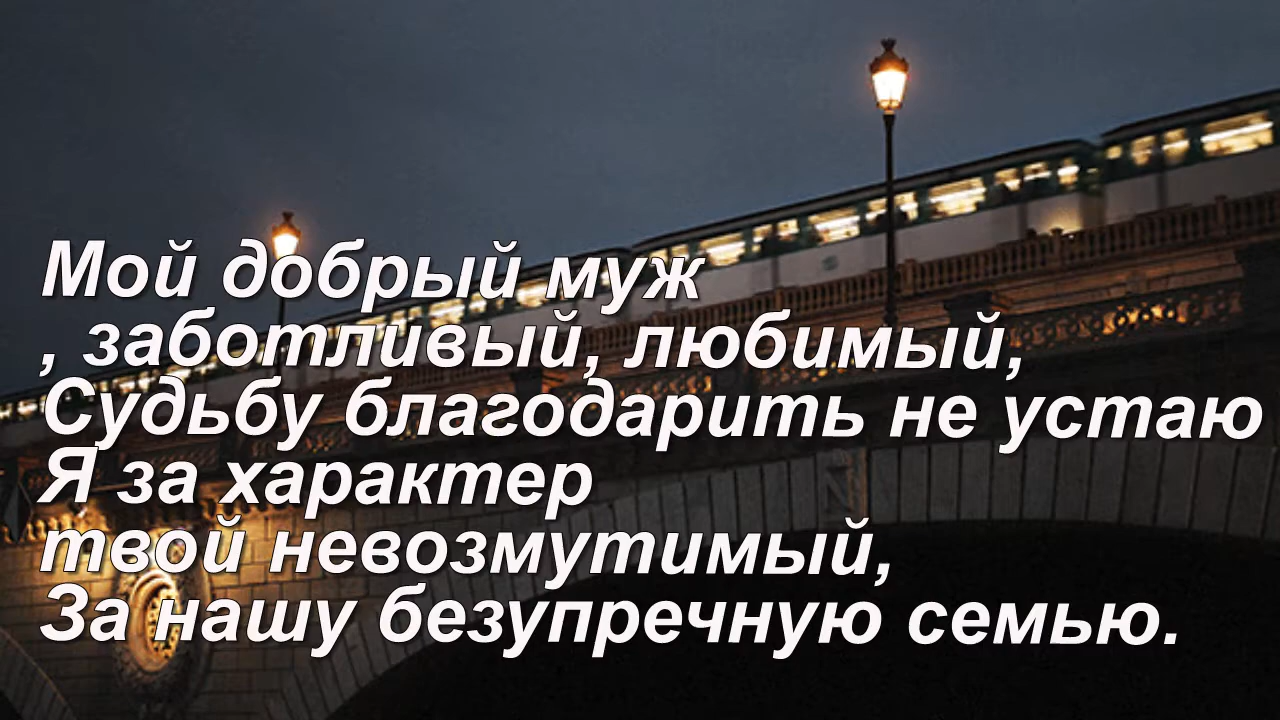 Мой добрый муж
, заботливый, любимый,
Судьбу благодарить не устаю
Я за характер
твой невозмутимый,
За нашу безупречную семью.